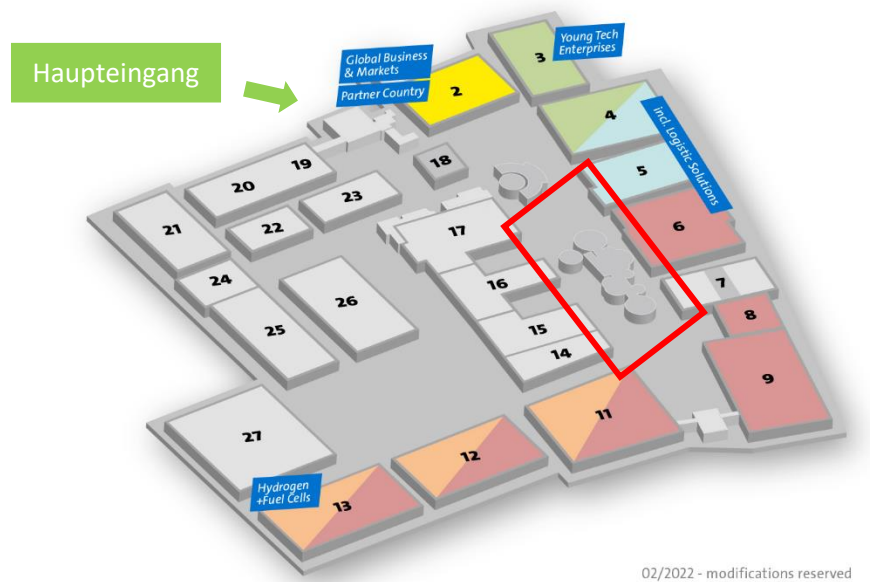 Haupteingang
Global Business
& Markets
Partner Country
Young Tech
Enterprises
incl. Logistic Solutions
3
2
4
5
18
19
20
23
22
21
17
6
24
16
7
26
25
15
8
14
9
11
27
12
Hydrogen
+Fuel Cells
13
02/2022 - modifications reserved